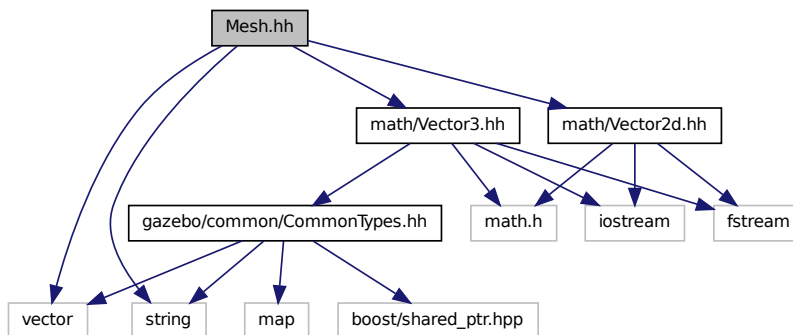 Mesh.hh
math/Vector3.hh
math/Vector2d.hh
gazebo/common/CommonTypes.hh
math.h
iostream
fstream
vector
string
map
boost/shared_ptr.hpp